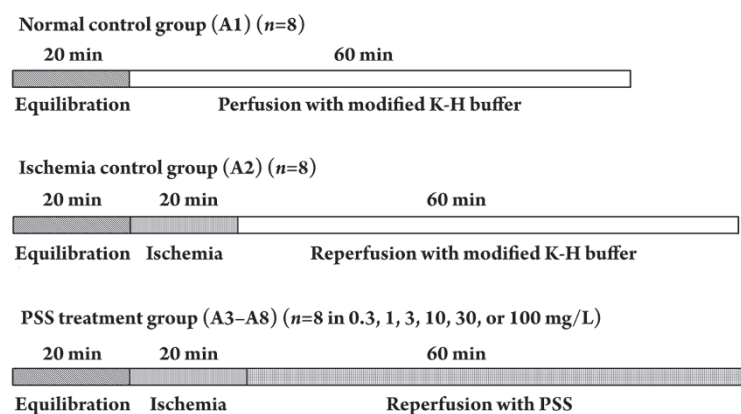 Normal control group (A1) (n=8)
20 min 60 min
Equilibration Perfusion with modified K-H buffer
Ischemia control group (A2) (n=8)
20 min 20 min 60 min
Equilibration Ischemia Reperfusion with modified K-H buffer
PSS treatment group (A3–A8) (n=8 in 0.3, 1, 3, 10, 30, or 100 mg/L)
20 min 20 min 60 min
Equilibration Ischemia Reperfusion with PSS